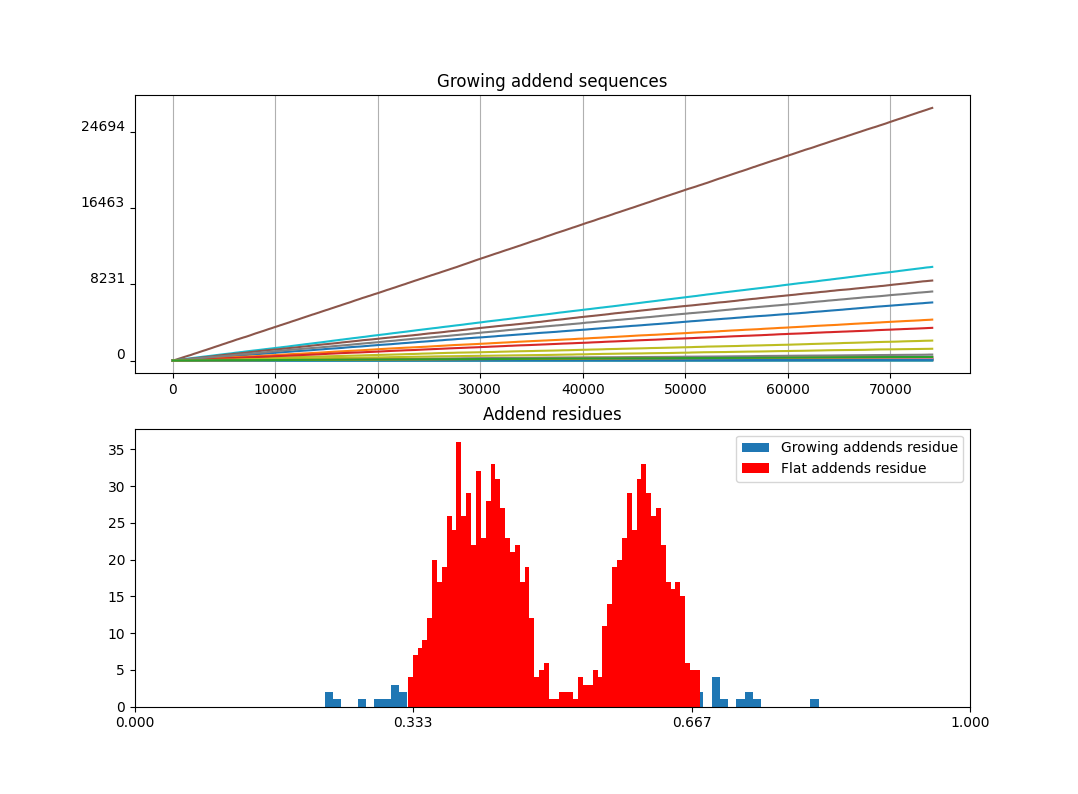 Growing addend sequences
24694
16463
8231
0
0 10000 20000 30000 40000 50000 60000 70000
Addend residues
35
30
25
20
15
10
5
0
Growing addends residue
Flat addends residue
0.000 0.333 0.667 1.000